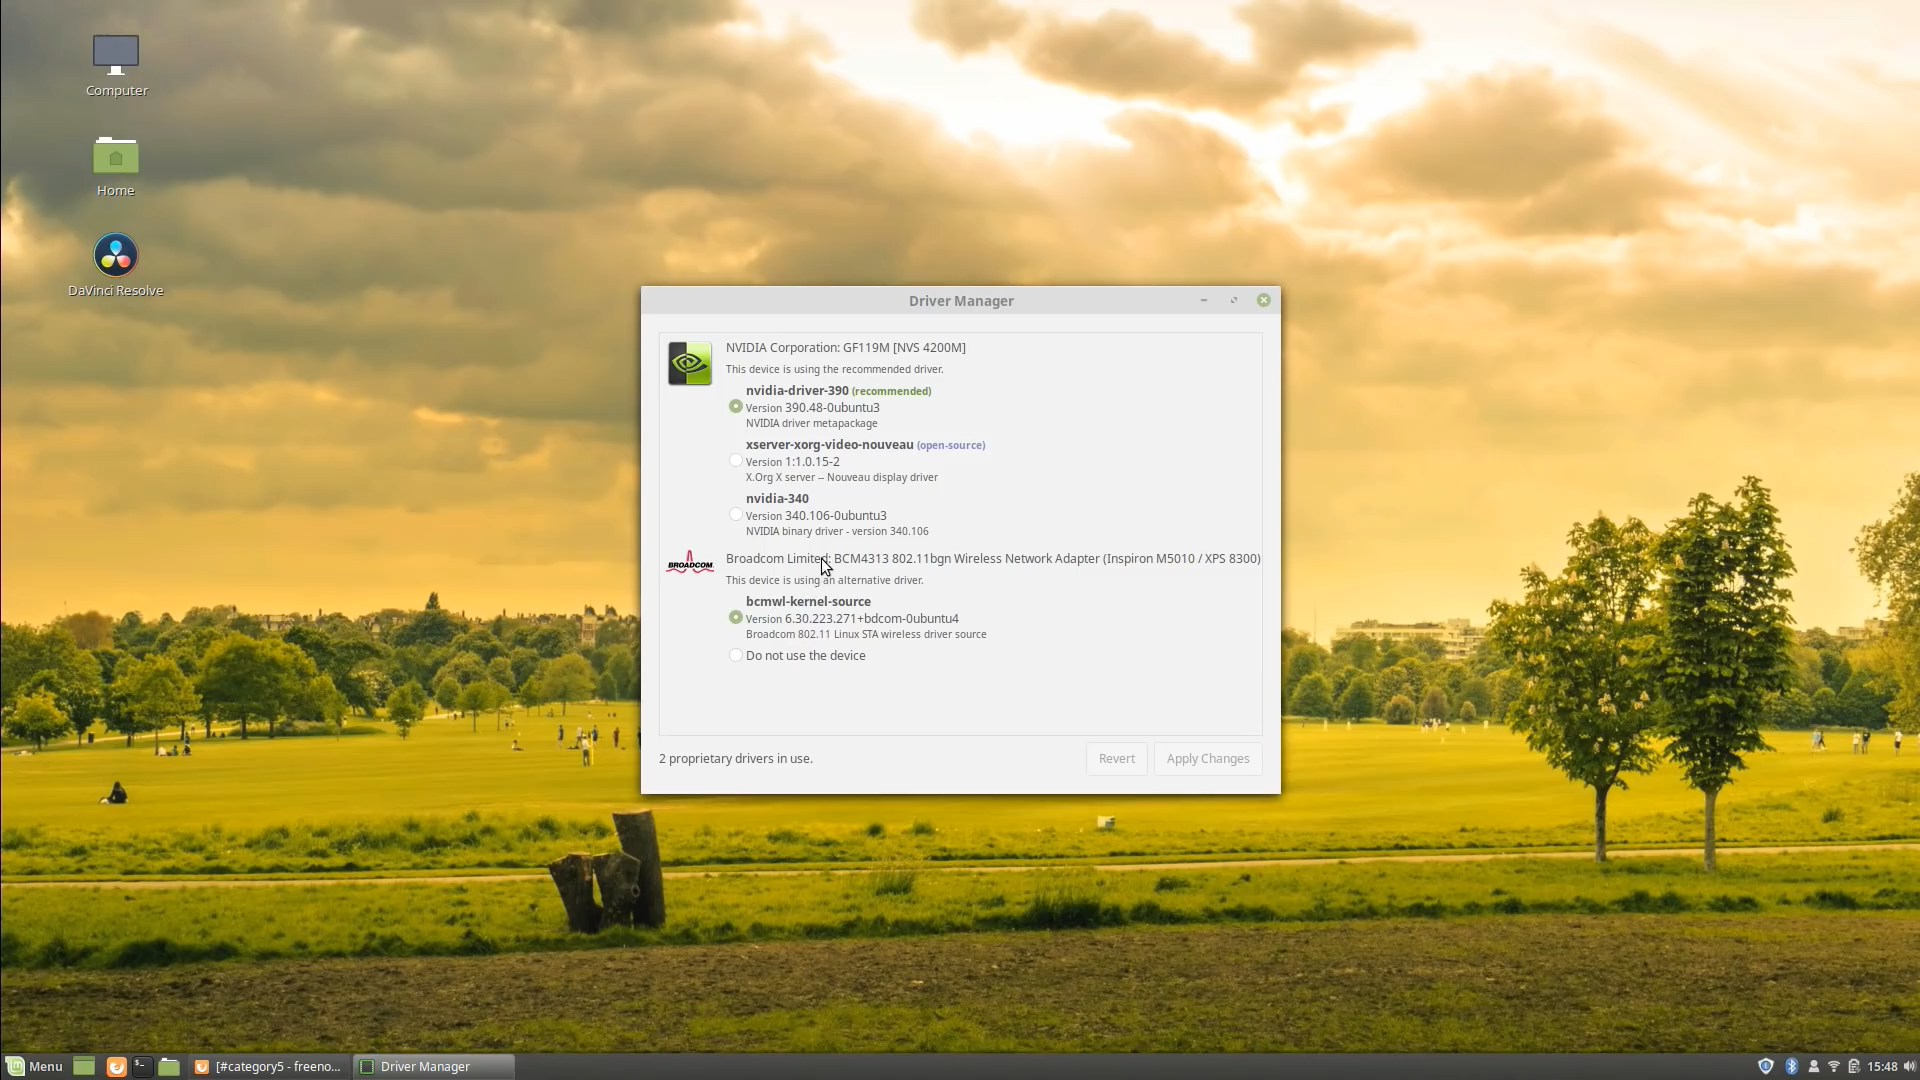 Computer
Home
DaVinci Resolve
Driver Manager
NVIDIA Corporation: GF119M [NVS 4200M]
This device is using the recommended driver.
nvidia-driver-390 (recommended)
Version 390.48-0ubuntu3
NVIDIA driver metapackage
xserver-xorg-video-nouveau (open-source)
Version 1:1.0.15-2
X.Org X server -- Nouveau display driver
nvidia-340
Version 340.106-0ubuntu3
NVIDIA binary driver - version 340.106
BROADCOM
Broadcom Limited: BCM4313 802.11bgn Wireless Network Adapter (Inspiron M5010 / XPS 8300)
This device is using an alternative driver.
bcmwl-kernel-source
Version 6.30.223.271+bdcom-0ubuntu4
Broadcom 802.11 Linux STA wireless driver source
Do not use the device
2 proprietary drivers in use.
Revert
Apply Changes
Menu
[#category5 - freeno...
Driver Manager
15:48